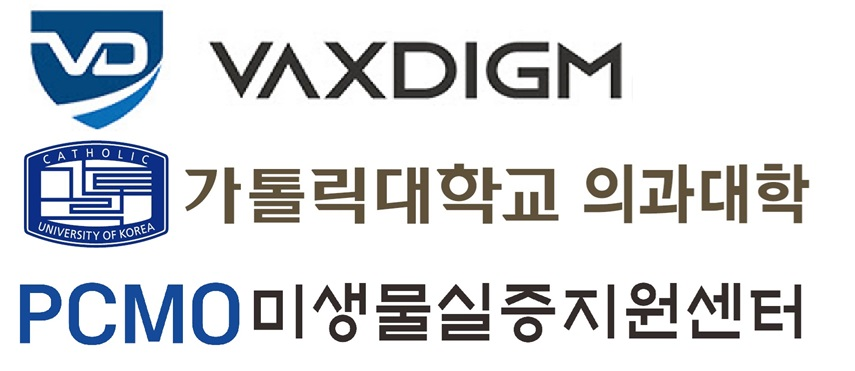 VD VAXDIGM
CATHOLIC
UNIVERSITY OF KOREA
가톨릭대학교 의과대학
PCMO 미생물실증지원센터